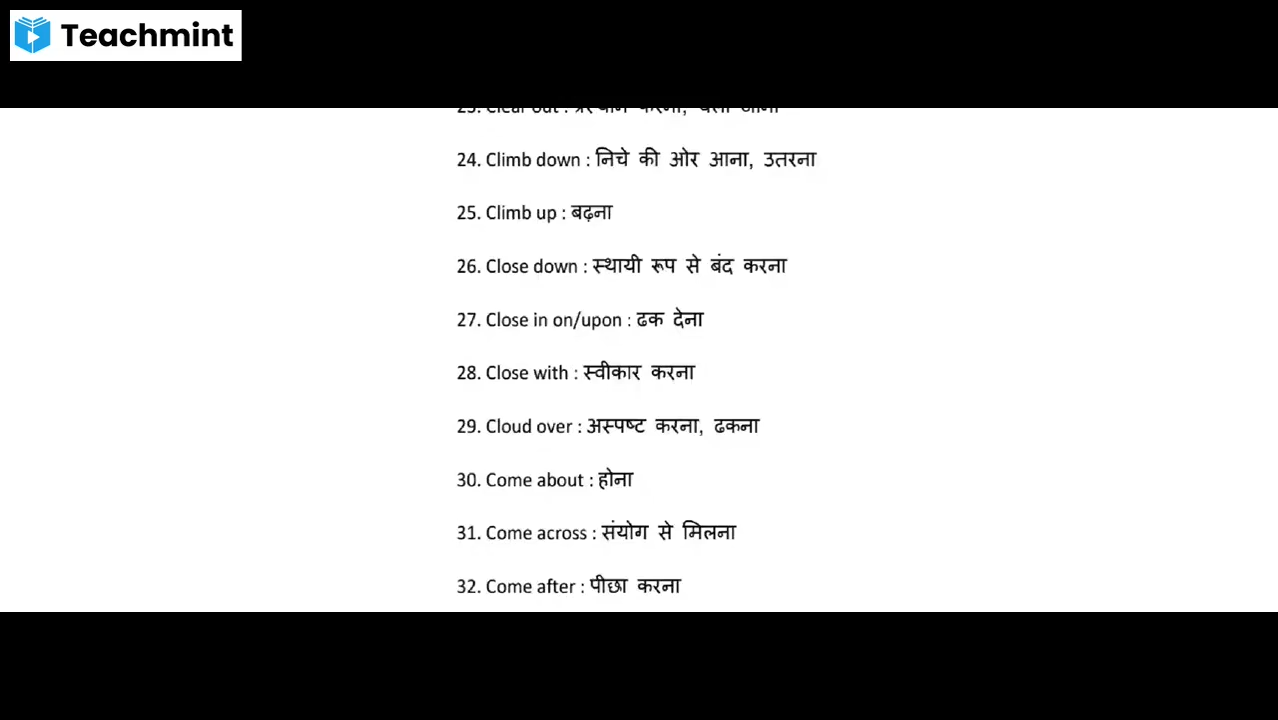 Teachmint
24. Climb down : निचे की ओर आना, उतरना
25. Climb up : बढ़ना
26. Close down : स्थायी रूप से बंद करना
27. Close in on/upon : ढक देना
28. Close with : स्वीकार करना
29. Cloud over : अस्पष्ट करना, ढकना
30. Come about : होना
31. Come across : संयोग से मिलना
32. Come after : पीछा करना